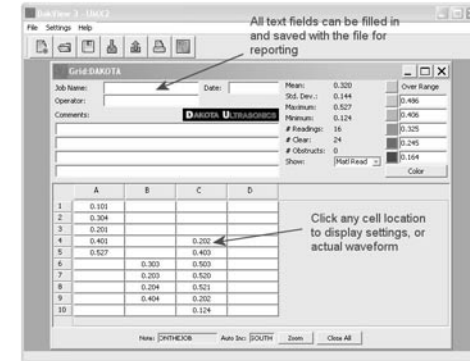 DakView 3 - UMX2
File Settings Help
All text fields can be filled in
and saved with the file for
reporting
Grid:DAKOTA
Job Name: Date:
Operator:
Comments: DAKOTA ULTRASONICS
Mean: 0.320
Std. Dev.: 0.144
Maximum: 0.527
Minimum: 0.124
# Readings: 16
# Clear: 24
# Obstructs: 0
Show: Matl Read
Over Range
0.486
0.406
0.325
0.245
0.164
Color
A B C D
1 0.101
2 0.304
3 0.201
4 0.401 0.202
5 0.527 0.403
6 0.303 0.503
7 0.203 0.520
8 0.204 0.521
9 0.404 0.202
10 0.124
Click any cell location
to display settings, or
actual waveform
Note: ONTHEJOB Auto Inc: SOUTH Zoom Close All